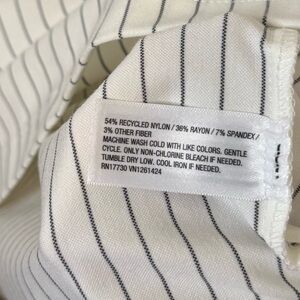 54% RECYCLED NYLON / 36% RAYON / 7% SPANDEX /
3% OTHER FIBER
MACHINE WASH COLD WITH LIKE COLORS. GENTLE
CYCLE. ONLY NON-CHLORINE BLEACH IF NEEDED.
TUMBLE DRY LOW. COOL IRON IF NEEDED.
RN17730 VN1261424